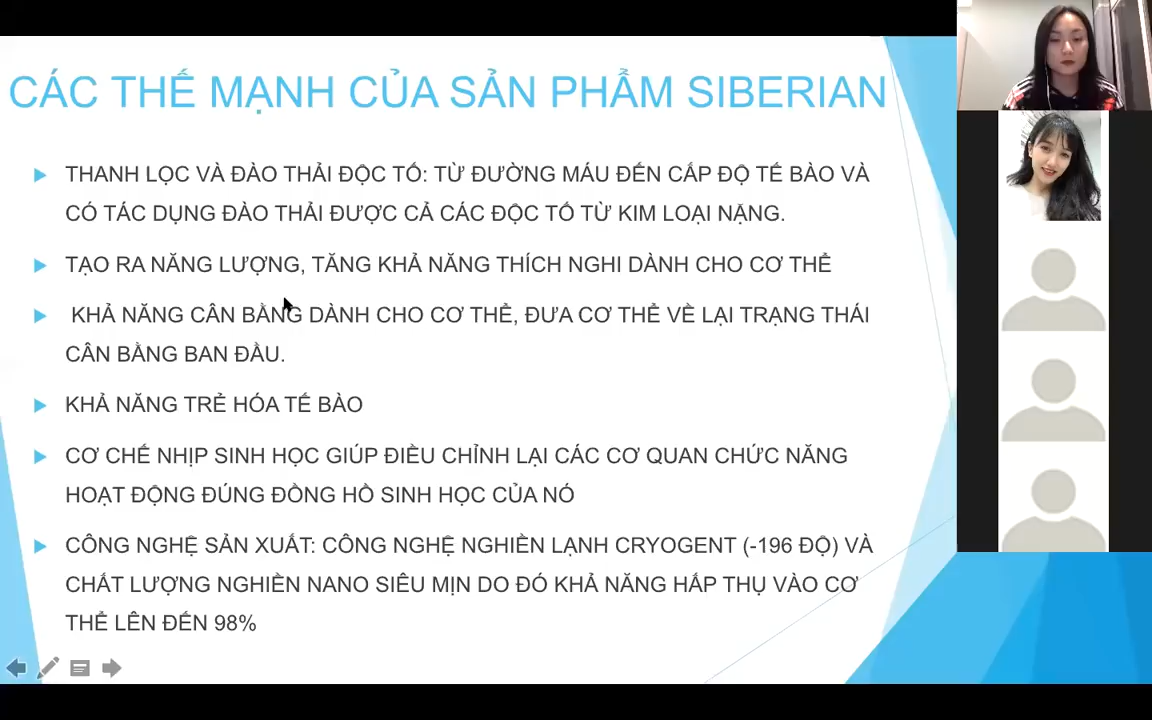 CÁC THẾ MẠNH CỦA SẢN PHẨM SIBERIAN
THANH LỌC VÀ ĐÀO THẢI ĐỘC TỐ: TỪ ĐƯỜNG MÁU ĐẾN CẤP ĐỘ TẾ BÀO VÀ
CÓ TÁC DỤNG ĐÀO THẢI ĐƯỢC CẢ CÁC ĐỘC TỐ TỪ KIM LOẠI NẶNG.
TẠO RA NĂNG LƯỢNG, TĂNG KHẢ NĂNG THÍCH NGHI DÀNH CHO CƠ THỂ
KHẢ NĂNG CÂN BẰNG DÀNH CHO CƠ THỂ, ĐƯA CƠ THỂ VỀ LẠI TRẠNG THÁI
CÂN BẰNG BAN ĐẦU.
KHẢ NĂNG TRẺ HÓA TẾ BÀO
CƠ CHẾ NHỊP SINH HỌC GIÚP ĐIỀU CHỈNH LẠI CÁC CƠ QUAN CHỨC NĂNG
HOẠT ĐỘNG ĐÚNG ĐỒNG HỒ SINH HỌC CỦA NÓ
CÔNG NGHỆ SẢN XUẤT: CÔNG NGHỆ NGHIỀN LẠNH CRYOGENT (-196 ĐỘ) VÀ
CHẤT LƯỢNG NGHIỀN NANO SIÊU MỊN DO ĐÓ KHẢ NĂNG HẤP THỤ VÀO CƠ
THỂ LÊN ĐẾN 98%